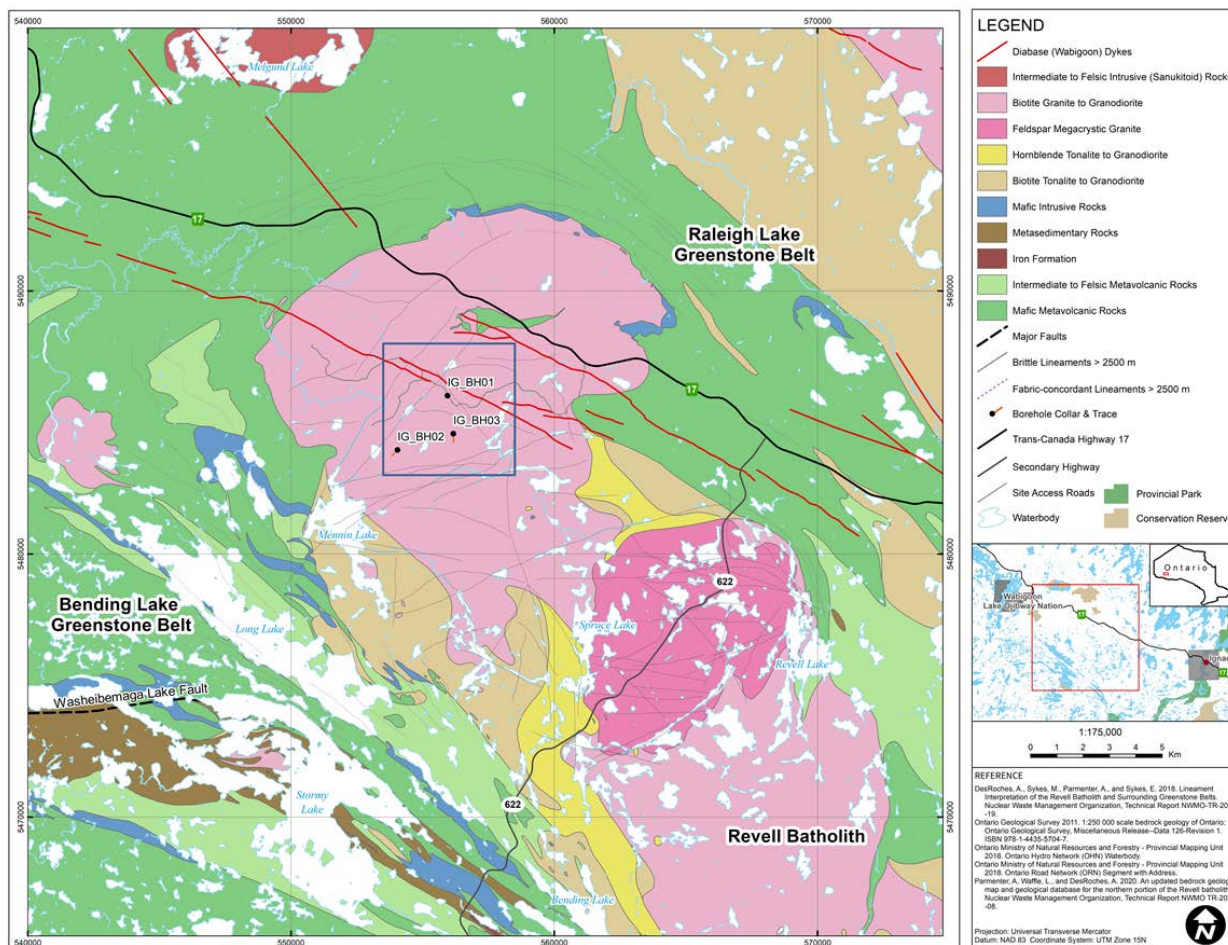 540000
550000
560000
570000
5490000
5480000
5470000
5490000
5480000
5470000
540000
550000
560000
Melgund Lake
17
Raleigh Lake
Greenstone Belt
IG_BH01
IG_BH03
IG_BH02
17
Mennin Lake
622
Bending Lake
Greenstone Belt
Long Lake
Spruce Lake
Revell Lake
Washeibemaga Lake Fault
Stormy
Lake
622
Revell Batholith
Bending Lake
LEGEND
Diabase (Wabigoon) Dykes
Intermediate to Felsic Intrusive (Sanukitoid) Rock
Biotite Granite to Granodiorite
Feldspar Megacrystic Granite
Hornblende Tonalite to Granodiorite
Biotite Tonalite to Granodiorite
Mafic Intrusive Rocks
Metasedimentary Rocks
Iron Formation
Intermediate to Felsic Metavolcanic Rocks
Mafic Metavolcanic Rocks
Major Faults
Brittle Lineaments > 2500 m
Fabric-concordant Lineaments > 2500 m
Borehole Collar & Trace
Trans-Canada Highway 17
Secondary Highway
Site Access Roads
Provincial Park
Waterbody
Conservation Reserv
Ontario
Wabigoon
Lake Ojibway Nation
17
Ignac
17
1:175,000
0 1 2 3 4 5
Km
REFERENCE
DesRoches, A., Sykes, M., Parmenter, A., and Sykes, E. 2018. Lineament
Interpretation of the Revell Batholith and Surrounding Greenstone Belts.
Nuclear Waste Management Organization, Technical Report NWMO-TR-20
-19.
Ontario Geological Survey 2011. 1:250 000 scale bedrock geology of Ontario;
Ontario Geological Survey, Miscellaneous Release--Data 126-Revision 1.
ISBN 978-1-4435-5704-7.
Ontario Ministry of Natural Resources and Forestry - Provincial Mapping Unit
2018. Ontario Hydro Network (OHN) Waterbody.
Ontario Ministry of Natural Resources and Forestry - Provincial Mapping Unit
2018. Ontario Road Network (ORN) Segment with Address.
Parmenter, A, Waffle, L., and DesRoches, A. 2020. An updated bedrock geolog
map and geological database for the northern portion of the Revell batholith
Nuclear Waste Management Organization, Technical Report NWMO TR-20
-08.
Projection: Universal Transverse Mercator
Datum: NAD 83 Coordinate System: UTM Zone 15N
N